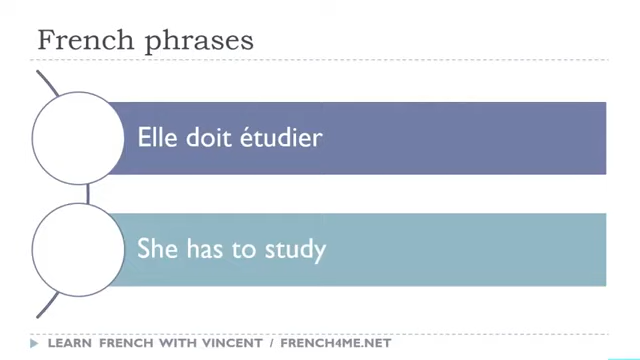 French phrases
Elle doit étudier
She has to study
LEARN FRENCH WITH VINCENT / FRENCH4ME.NET